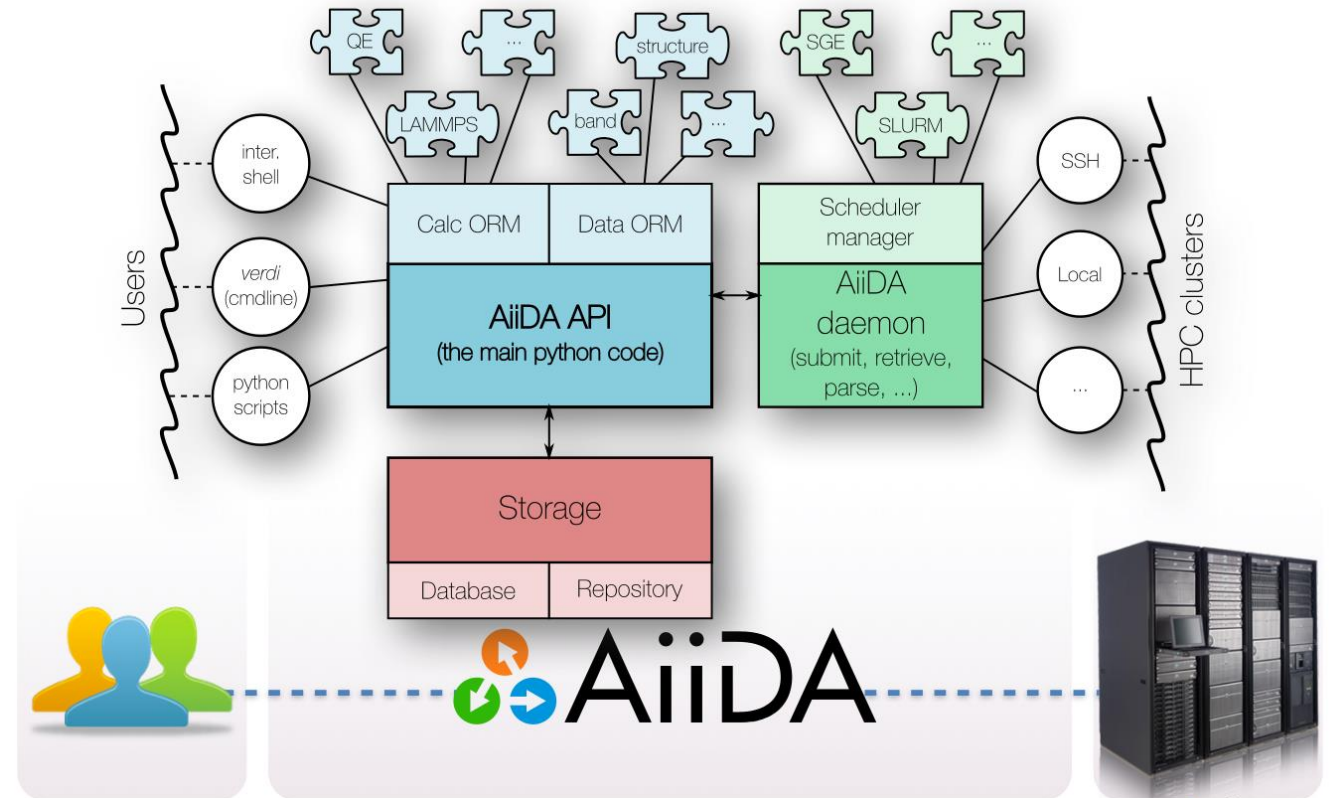 QE
...
structure
SGE
...
LAMMPS
band
...
SLURM
inter.
shell
SSH
Calc ORM
Data ORM
Scheduler
manager
Users
verdi
(cmdline)
Local
HPC clusters
AiiDA API
(the main python code)
AiiDA
daemon
(submit, retrieve,
parse, ...)
python
scripts
...
Storage
Database
Repository
AiiDA